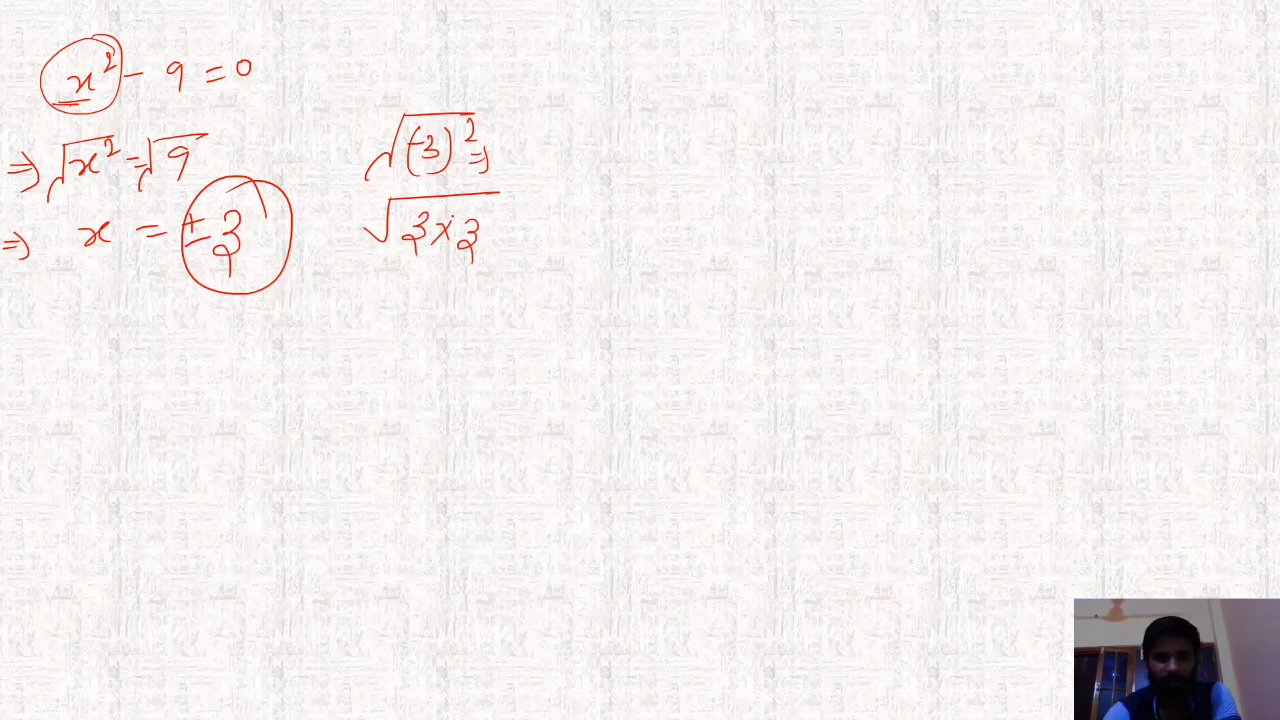 x² - 9 = 0
⇒ √x² = √9
⇒ x = ±3
√(-3)² ⇒
√3×3